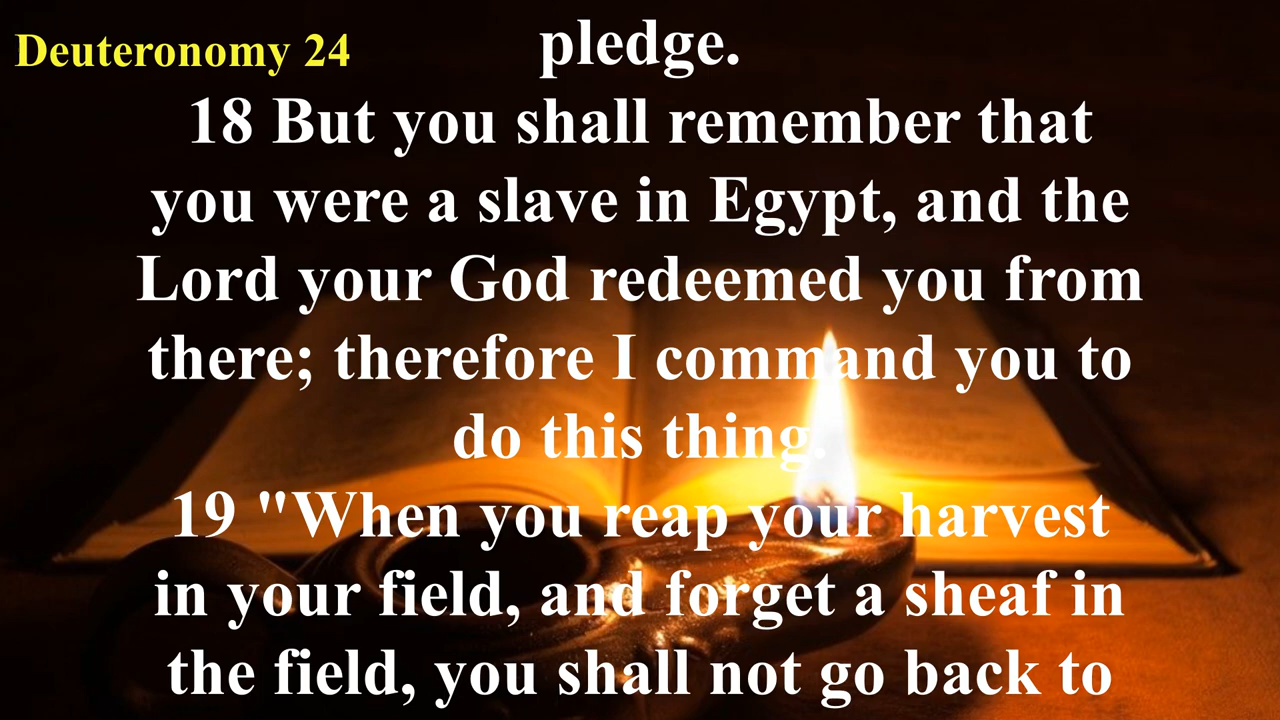 Deuteronomy 24
pledge.
18 But you shall remember that
you were a slave in Egypt, and the
Lord your God redeemed you from
there; therefore I command you to
do this thing.
19 "When you reap your harvest
in your field, and forget a sheaf in
the field, you shall not go back to